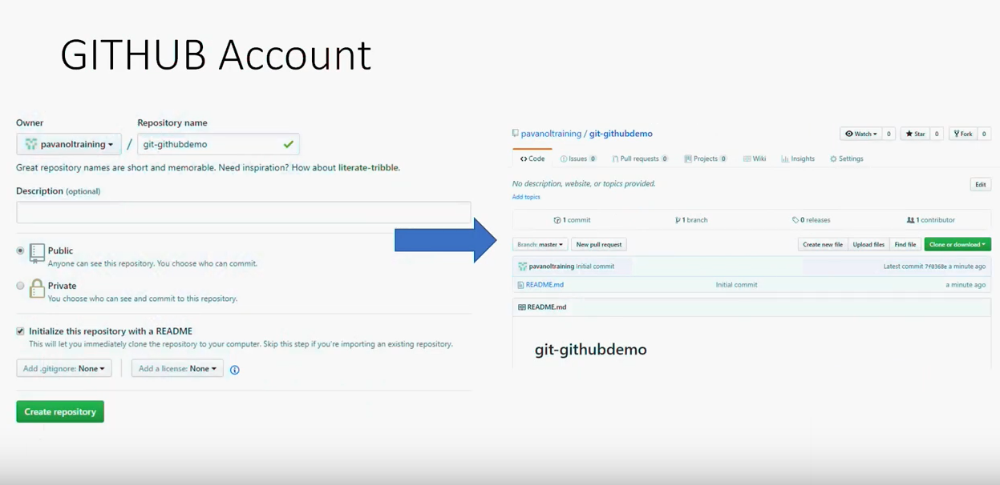 GITHUB Account
Owner
Repository name
pavanoltraining / git-githubdemo
Great repository names are short and memorable. Need inspiration? How about literate-tribble.
Description (optional)
Public
Anyone can see this repository. You choose who can commit.
Private
You choose who can see and commit to this repository.
Initialize this repository with a README
This will let you immediately clone the repository to your computer. Skip this step if you're importing an existing repository.
Add .gitignore: None
Add a license: None
Create repository
pavanoltraining / git-githubdemo
Watch 0 Star 0 Fork 0
Code Issues 0 Pull requests 0 Projects 0 Wiki Insights Settings
No description, website, or topics provided.
Edit
Add topics
1 commit 1 branch 0 releases 1 contributor
Branch: master New pull request Create new file Upload files Find file Clone or download
pavanoltraining Initial commit Latest commit 7f0368e a minute ago
README.md Initial commit a minute ago
README.md
git-githubdemo